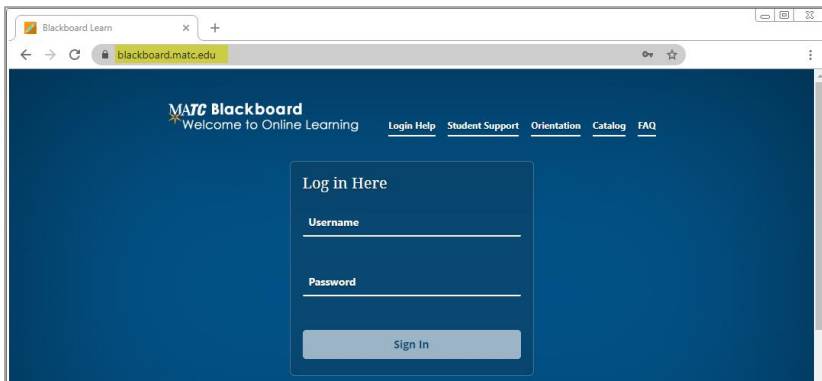 Blackboard Learn
blackboard.matc.edu
MATC Blackboard
Welcome to Online Learning
Login Help Student Support Orientation Catalog FAQ
Log in Here
Username
Password
Sign In